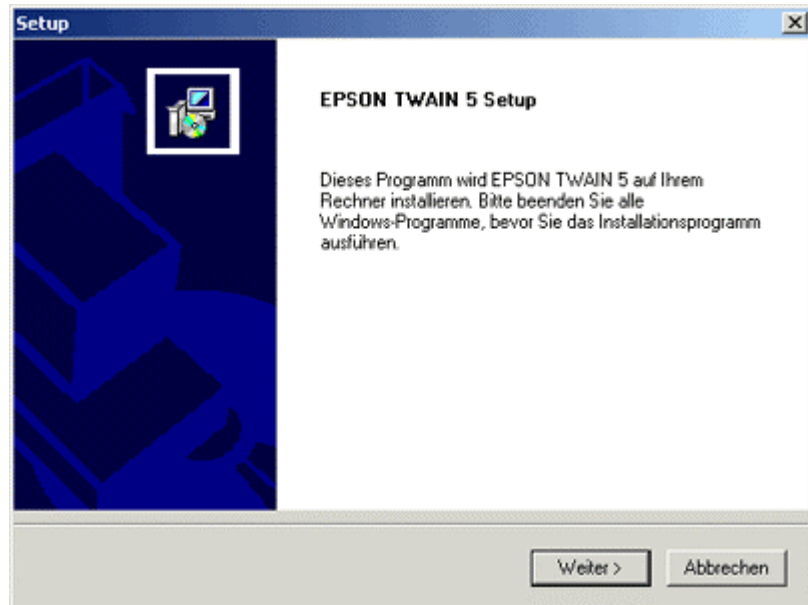 Setup
EPSON TWAIN 5 Setup
Dieses Programm wird EPSON TWAIN 5 auf Ihrem
Rechner installieren. Bitte beenden Sie alle
Windows-Programme, bevor Sie das Installationsprogramm
ausführen.
Weiter >
Abbrechen